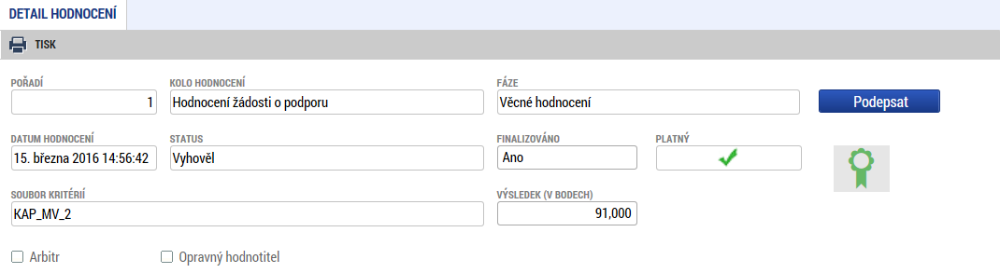 DETAIL HODNOCENÍ
TISK
POŘADÍ KOLO HODNOCENÍ FÁZE
1 Hodnocení žádosti o podporu Věcné hodnocení Podepsat
DATUM HODNOCENÍ STATUS FINALIZOVÁNO PLATNÝ
15. března 2016 14:56:42 Vyhověl Ano
SOUBOR KRITÉRIÍ VÝSLEDEK (V BODECH)
KAP_MV_2 91,000
Arbitr Opravný hodnotitel